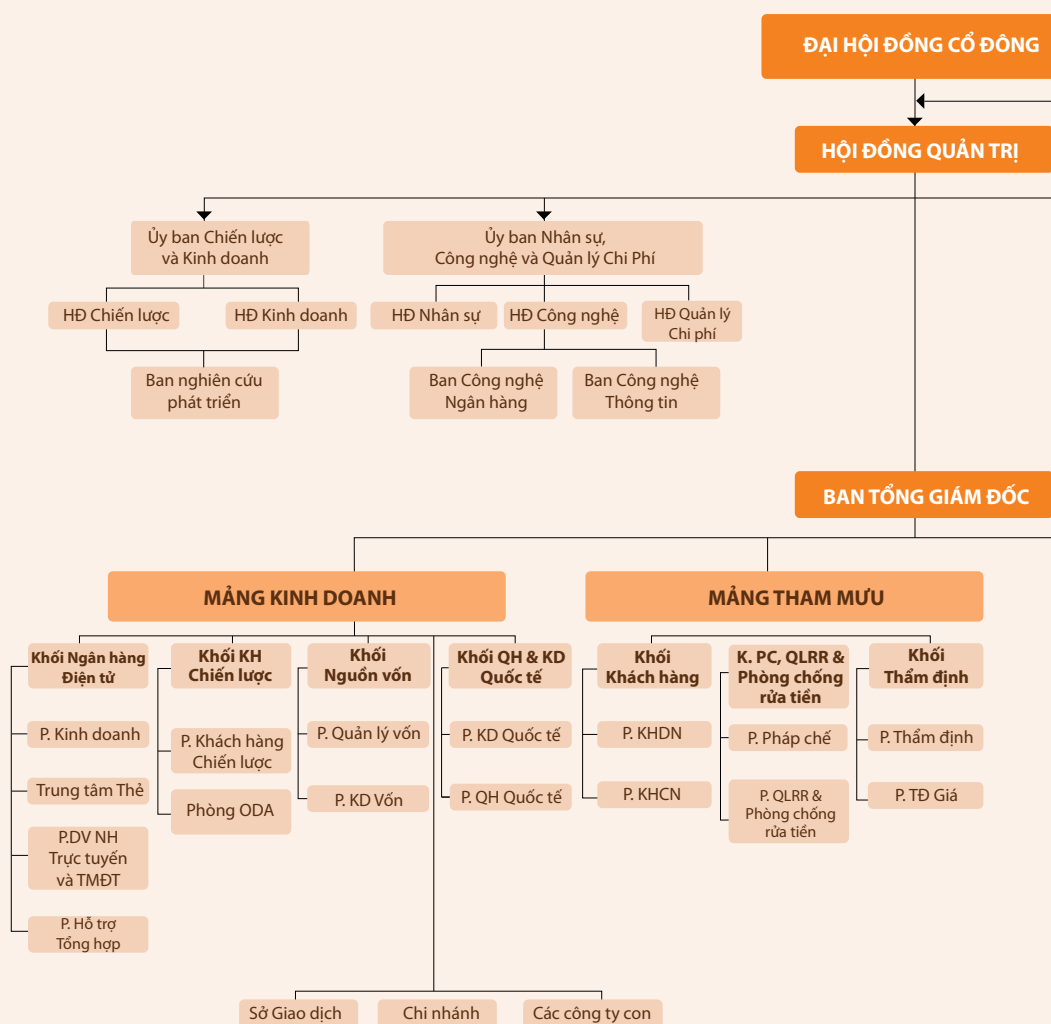 ĐẠI HỘI ĐỒNG CỔ ĐÔNG
HỘI ĐỒNG QUẢN TRỊ
Ủy ban Chiến lược
và Kinh doanh
Ủy ban Nhân sự,
Công nghệ và Quản lý Chi Phí
HĐ Chiến lược
HĐ Kinh doanh
HĐ Nhân sự
HĐ Công nghệ
HĐ Quản lý
Chi phí
Ban nghiên cứu
phát triển
Ban Công nghệ
Ngân hàng
Ban Công nghệ
Thông tin
BAN TỔNG GIÁM ĐỐC
MẢNG KINH DOANH
MẢNG THAM MƯU
Khối Ngân hàng
Điện tử
P. Kinh doanh
Trung tâm Thẻ
P.DV NH
Trực tuyến
và TMĐT
P. Hỗ trợ
Tổng hợp
Khối KH
Chiến lược
P. Khách hàng
Chiến lược
Phòng ODA
Khối
Nguồn vốn
P. Quản lý vốn
P. KD Vốn
Khối QH & KD
Quốc tế
P. KD Quốc tế
P. QH Quốc tế
Khối
Khách hàng
P. KHDN
P. KHCN
K. PC, QLRR &
Phòng chống
rửa tiền
P. Pháp chế
P. QLRR &
Phòng chống
rửa tiền
Khối
Thẩm định
P. Thẩm định
P. TĐ Giá
Sở Giao dịch
Chi nhánh
Các công ty con